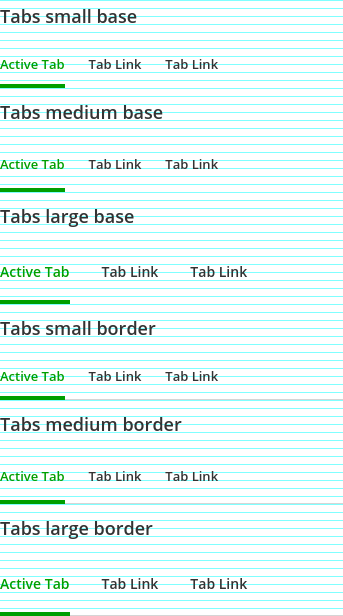 Tabs small base
Active Tab Tab Link Tab Link
Tabs medium base
Active Tab Tab Link Tab Link
Tabs large base
Active Tab Tab Link Tab Link
Tabs small border
Active Tab Tab Link Tab Link
Tabs medium border
Active Tab Tab Link Tab Link
Tabs large border
Active Tab Tab Link Tab Link